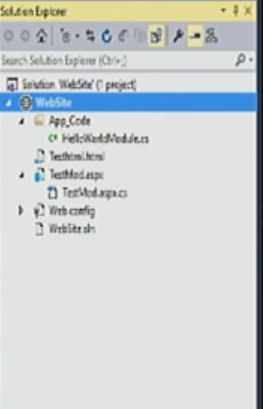 Solution Explorer
Search Solution Explorer (Ctrl+;)
Solution 'WebSite' (1 project)
WebSite
App_Code
HelloWorldModule.cs
Testhtml.html
TestMod.aspx
TestMod.aspx.cs
Web.config
WebSite.sln